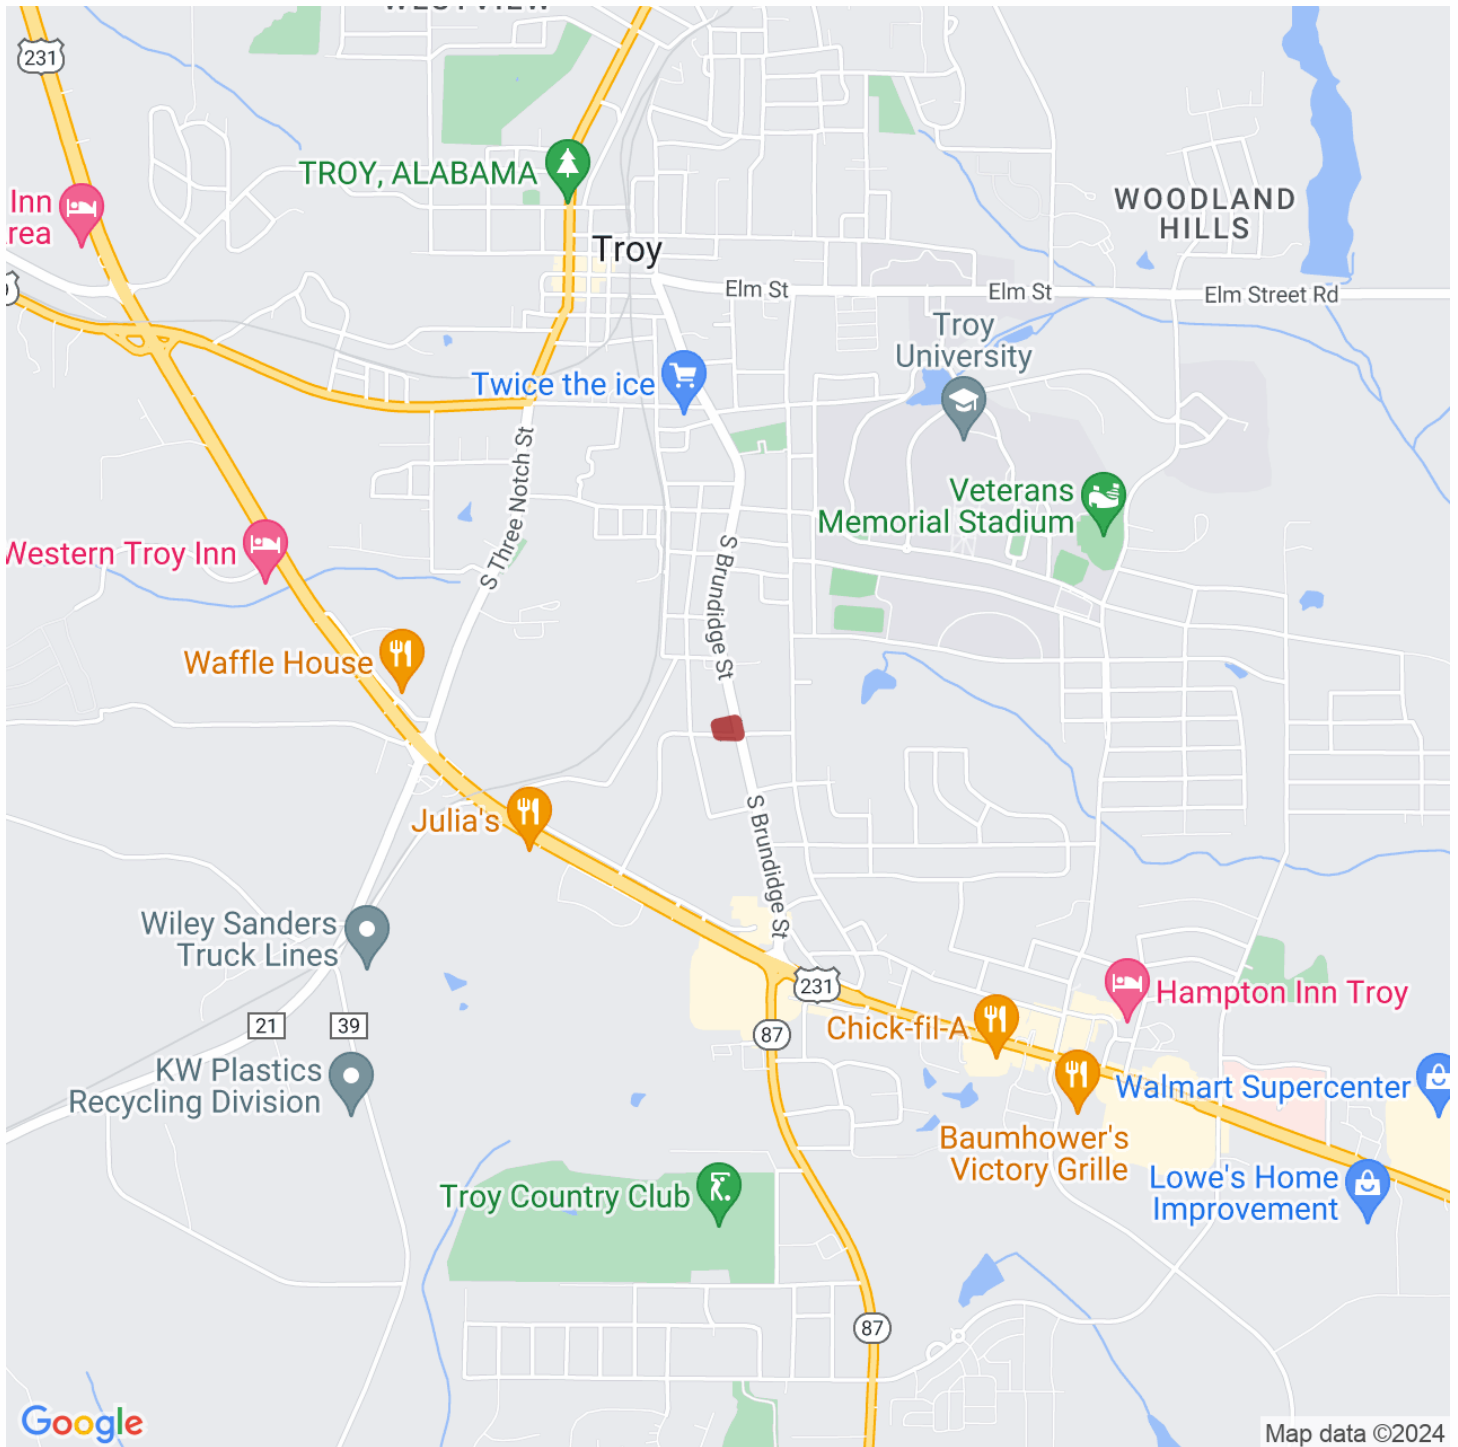 WESTVIEW
231
TROY, ALABAMA
Inn
rea
Troy
WOODLAND
HILLS
Elm St
Elm St
Elm Street Rd
Troy
University
Twice the ice
S Three Notch St
Veterans
Memorial Stadium
Western Troy Inn
S Brundidge St
Waffle House
Julia's
S Brundidge St
Wiley Sanders
Truck Lines
231
Hampton Inn Troy
21
39
87
Chick-fil-A
KW Plastics
Recycling Division
Walmart Supercenter
Baumhower's
Victory Grille
Troy Country Club
Lowe's Home
Improvement
87
Google
Map data ©2024